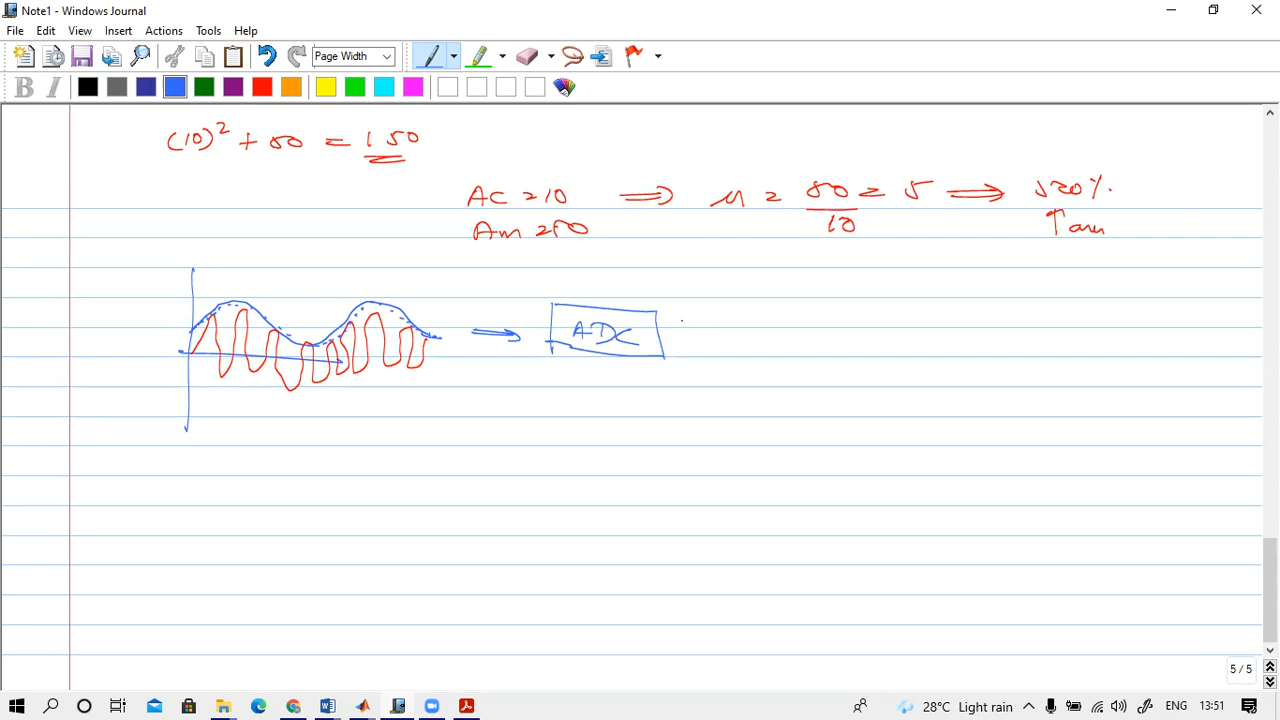 Note1 - Windows Journal
File Edit View Insert Actions Tools Help
Page Width
B I
(10)² + 50 = 150
AC = 10 ⟹ μ = 50/10 = 5 ⟹ 500%.
Am = 50 ↑
ADC
5 / 5
28°C Light rain ENG 13:51